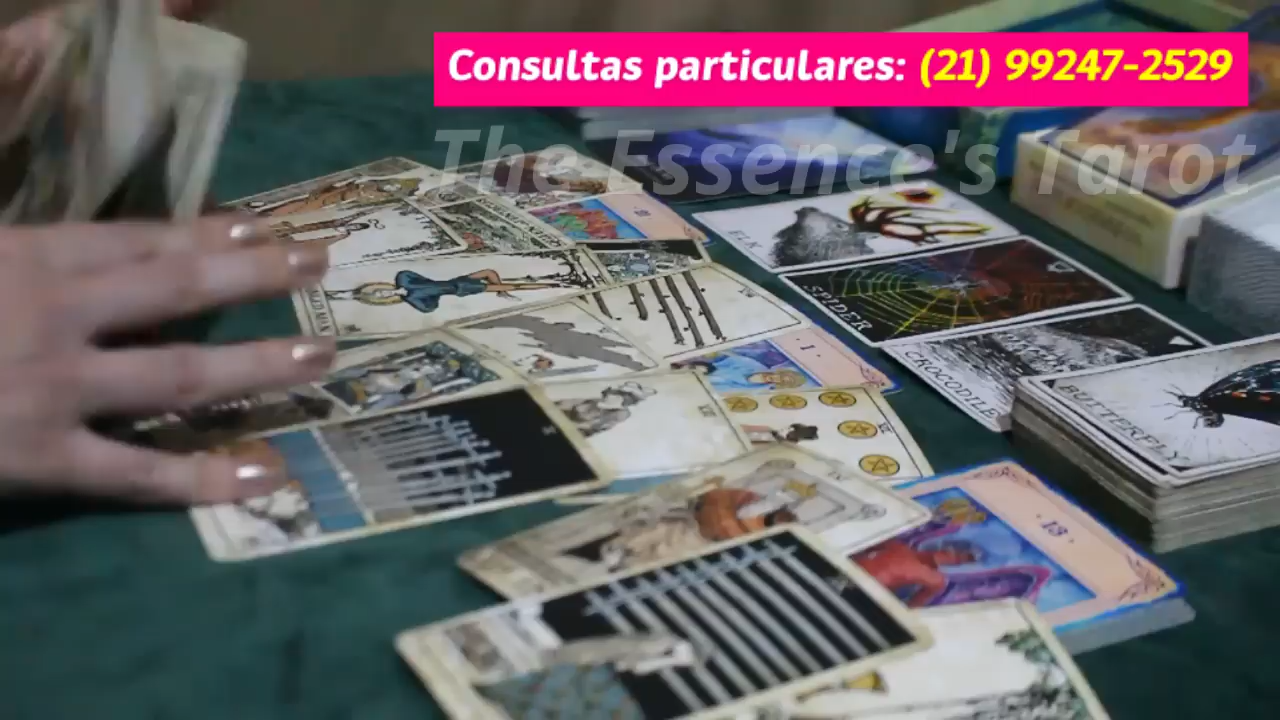 Consultas particulares: (21) 99247-2529
The Essence's Tarot
ELK
SPIDER
CROCODILE
BUTTERFLY
I
13